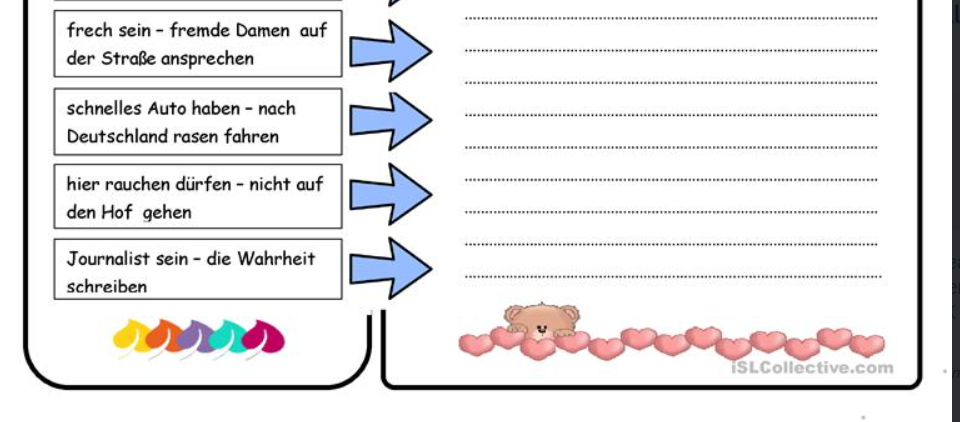 frech sein – fremde Damen auf
der Straße ansprechen
schnelles Auto haben – nach
Deutschland rasen fahren
hier rauchen dürfen – nicht auf
den Hof gehen
Journalist sein – die Wahrheit
schreiben
iSLCollective.com